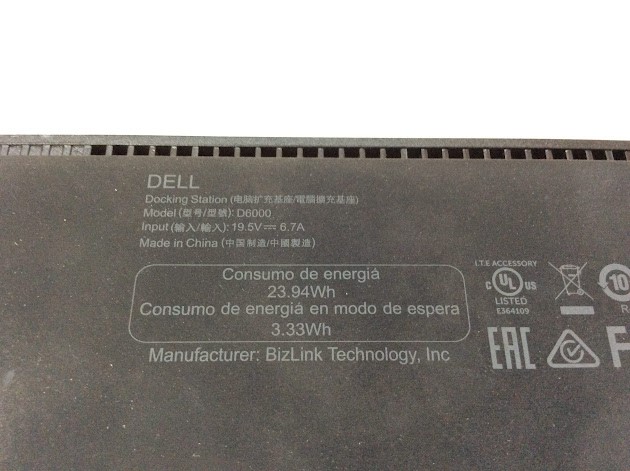 DELL
Docking Station (电脑扩充基座/電腦擴充基座)
Model (型号/型號): D6000
Input (输入/輸入): 19.5V⎓ 6.7A
Made in China (中国制造/中國製造)
Consumo de energiá
23.94Wh
Consumo de energiá en modo de espera
3.33Wh
Manufacturer: BizLink Technology, Inc
I.T.E ACCESSORY
c UL US
LISTED
E364109
10
EAC